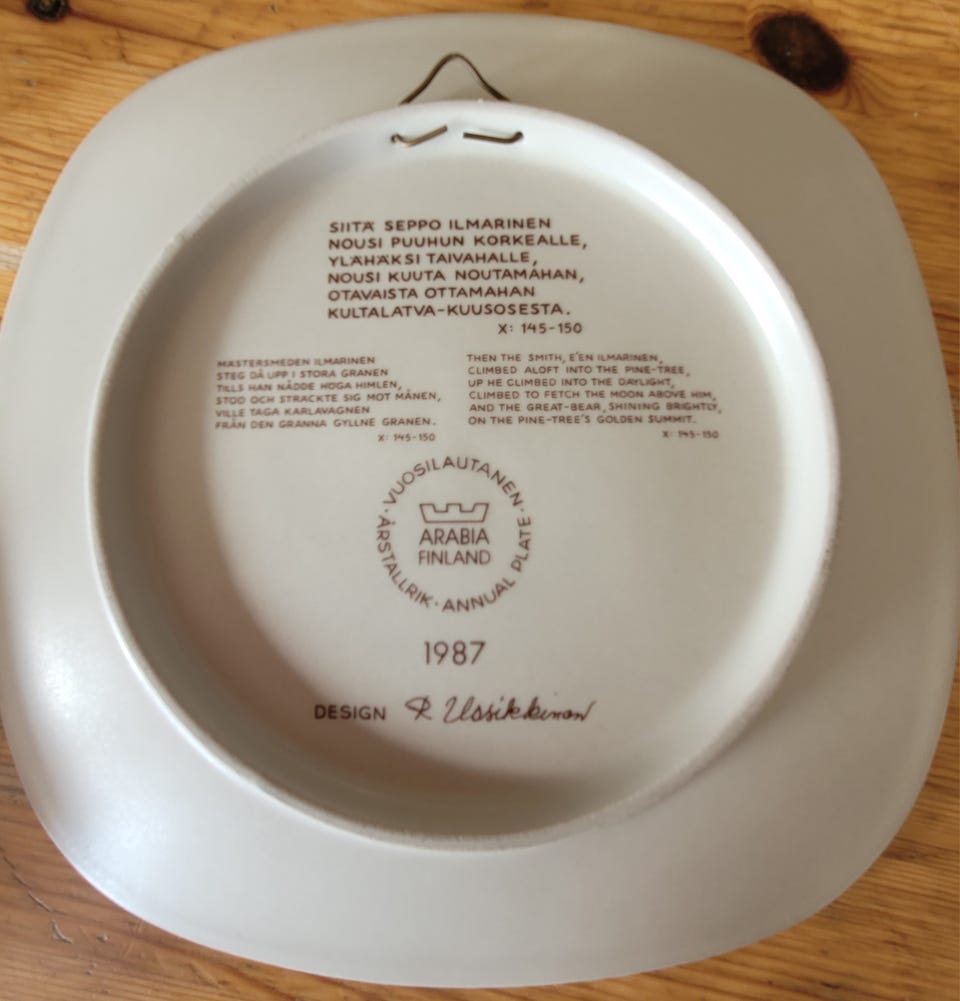 SIITÄ SEPPO ILMARINEN
NOUSI PUUHUN KORKEALLE,
YLÄHÄKSI TAIVAHALLE,
NOUSI KUUTA NOUTAMAHAN,
OTAVAISTA OTTAMAHAN
KULTALATVA-KUUSOSESTA.
X: 145-150
MÄSTERSMEDEN ILMARINEN
STEG DÅ UPP I STORA GRANEN
TILLS HAN NÅDDE HÖGA HIMLEN,
STOD OCH STRÄCKTE SIG MOT MÅNEN,
VILLE TAGA KARLAVAGNEN
FRÅN DEN GRANNA GYLLNE GRANEN.
X: 145-150
THEN THE SMITH, E'EN ILMARINEN,
CLIMBED ALOFT INTO THE PINE-TREE,
UP HE CLIMBED INTO THE DAYLIGHT,
CLIMBED TO FETCH THE MOON ABOVE HIM,
AND THE GREAT-BEAR, SHINING BRIGHTLY,
ON THE PINE-TREE'S GOLDEN SUMMIT.
X: 145-150
· VUOSILAUTANEN · ANNUAL PLATE · ÅRSTALLRIK
ARABIA
FINLAND
1987
DESIGN R Uosikkinen